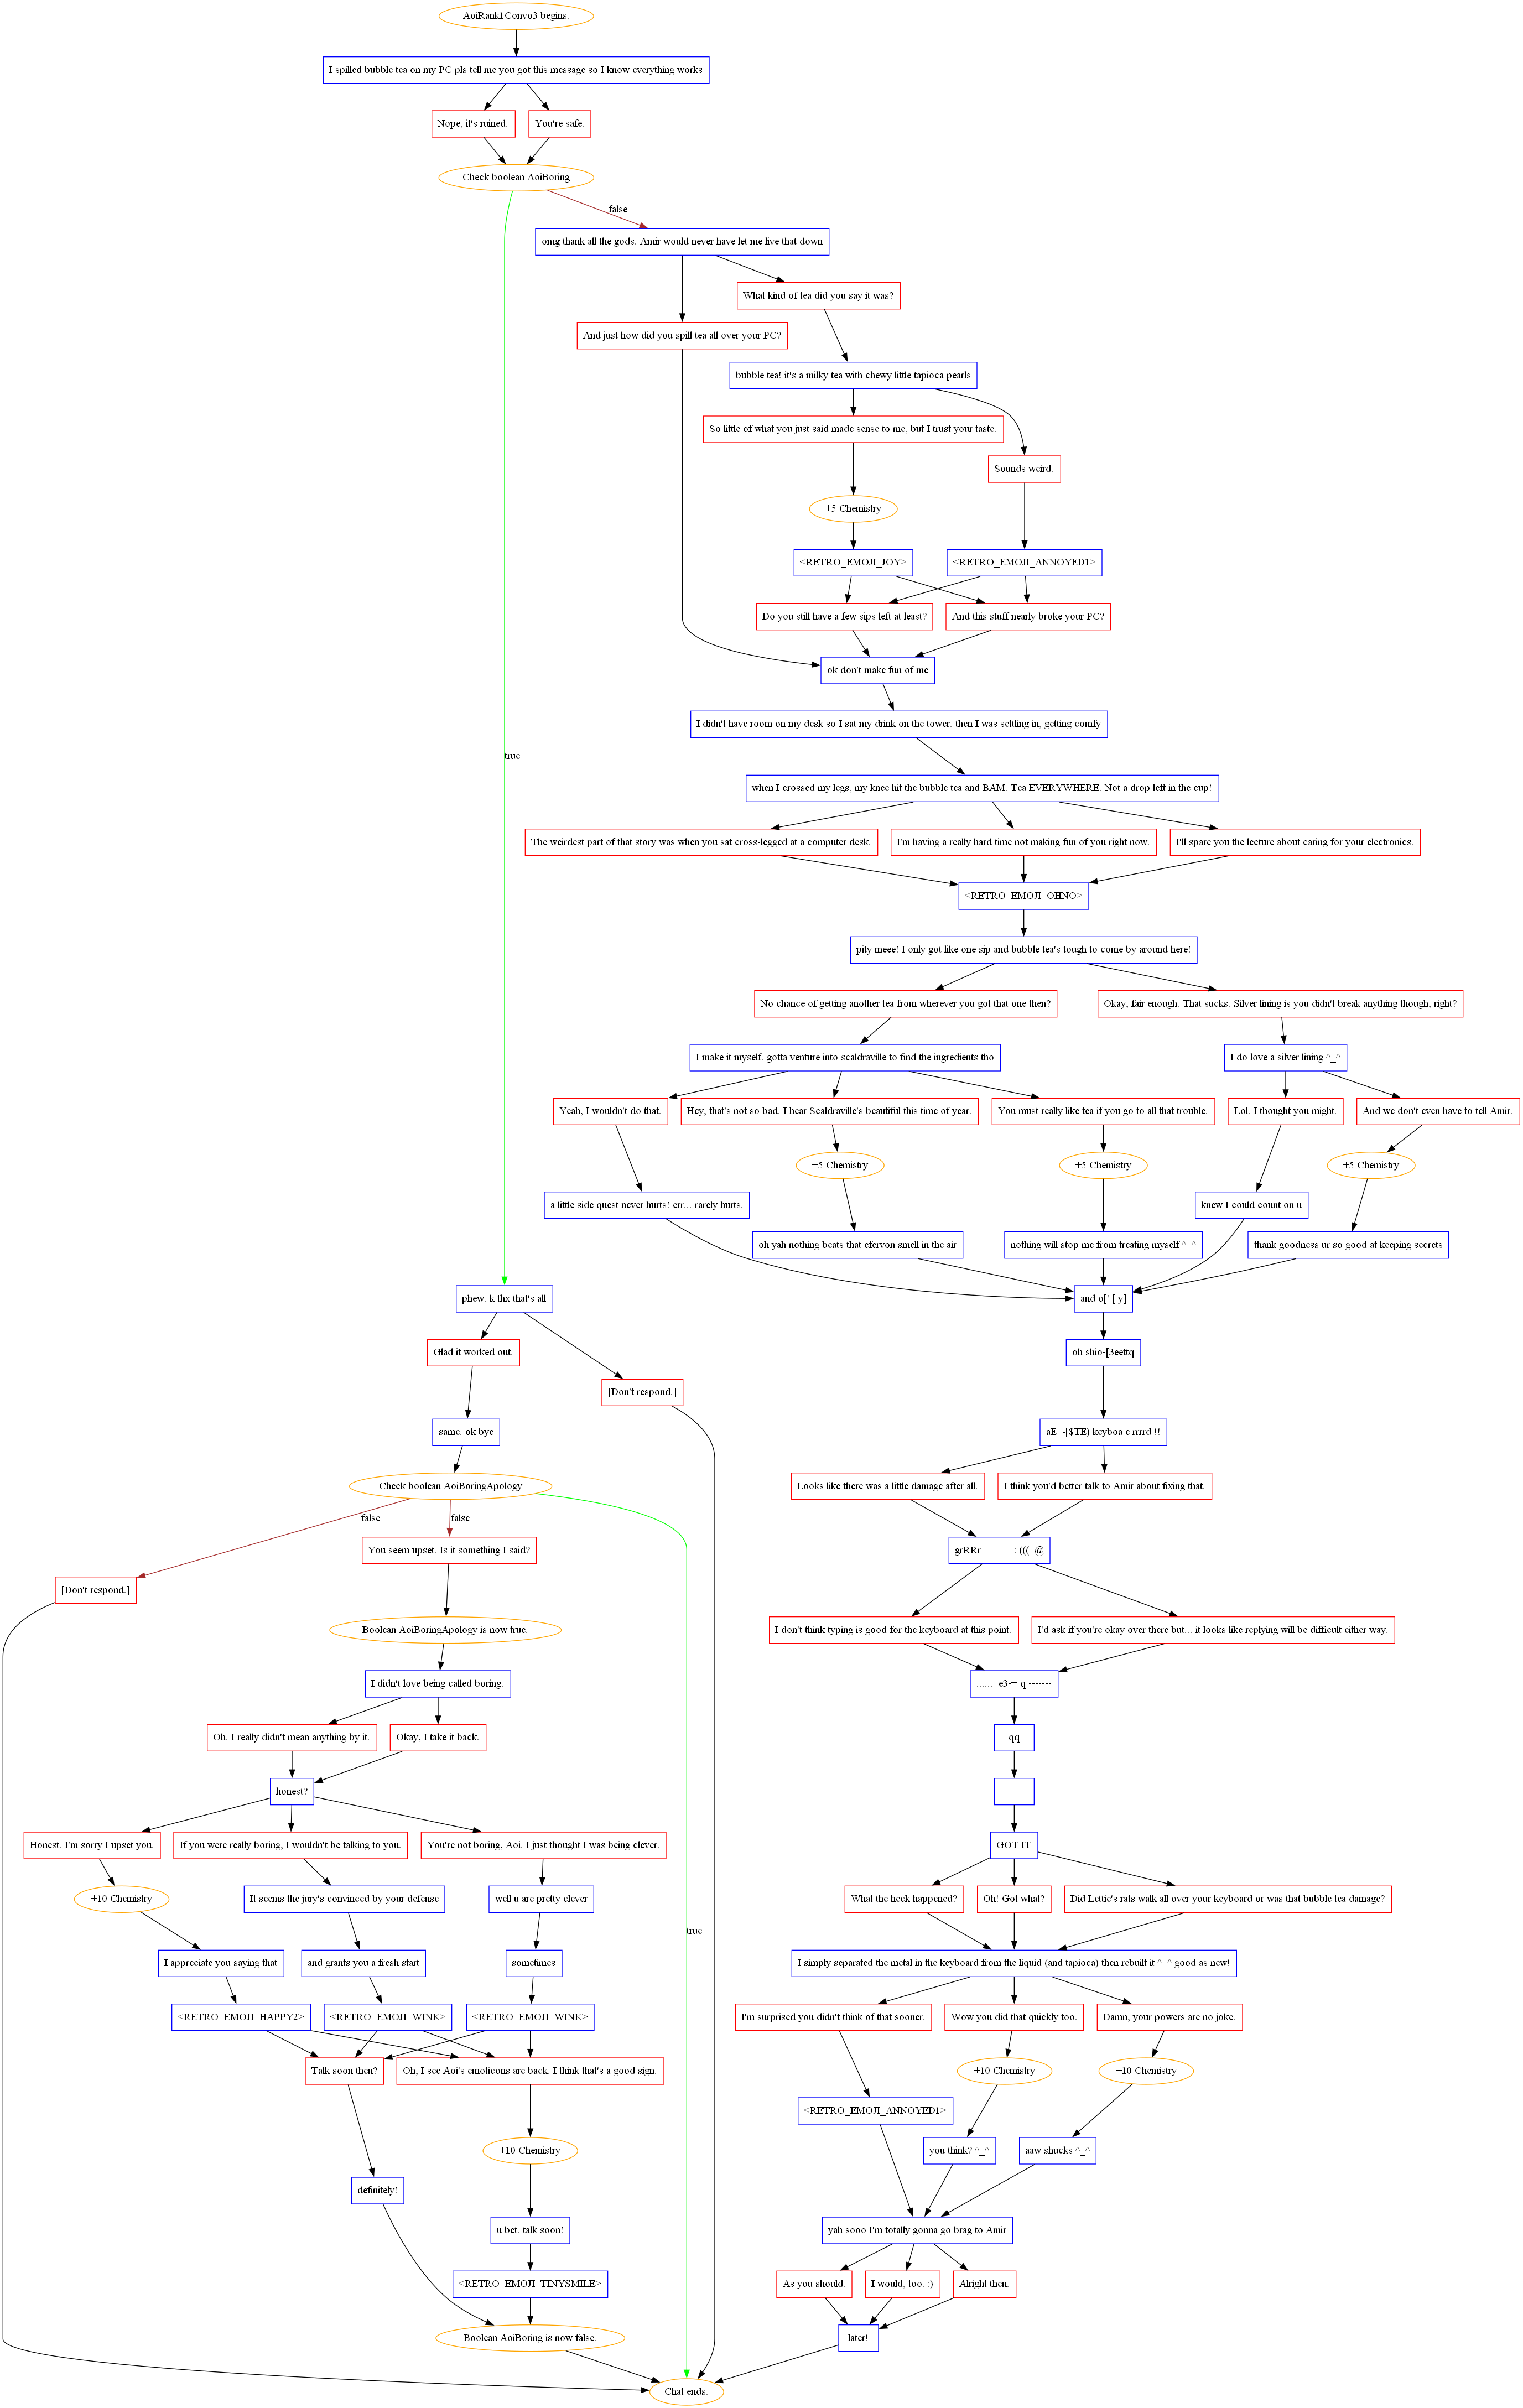 AoiRank1Convo3 begins.
I spilled bubble tea on my PC pls tell me you got this message so I know everything works
Nope, it's ruined.
You're safe.
Check boolean AoiBoring
false
omg thank all the gods. Amir would never have let me live that down
What kind of tea did you say it was?
And just how did you spill tea all over your PC?
bubble tea! it's a milky tea with chewy little tapioca pearls
So little of what you just said made sense to me, but I trust your taste.
Sounds weird.
+5 Chemistry
<RETRO_EMOJI_JOY>
<RETRO_EMOJI_ANNOYED1>
Do you still have a few sips left at least?
And this stuff nearly broke your PC?
ok don't make fun of me
I didn't have room on my desk so I sat my drink on the tower. then I was settling in, getting comfy
true
when I crossed my legs, my knee hit the bubble tea and BAM. Tea EVERYWHERE. Not a drop left in the cup!
The weirdest part of that story was when you sat cross-legged at a computer desk.
I'm having a really hard time not making fun of you right now.
I'll spare you the lecture about caring for your electronics.
<RETRO_EMOJI_OHNO>
pity meee! I only got like one sip and bubble tea's tough to come by around here!
No chance of getting another tea from wherever you got that one then?
Okay, fair enough. That sucks. Silver lining is you didn't break anything though, right?
I make it myself. gotta venture into scaldraville to find the ingredients tho
I do love a silver lining ^_^
Yeah, I wouldn't do that.
Hey, that's not so bad. I hear Scaldraville's beautiful this time of year.
You must really like tea if you go to all that trouble.
Lol. I thought you might.
And we don't even have to tell Amir.
+5 Chemistry
+5 Chemistry
+5 Chemistry
a little side quest never hurts! err... rarely hurts.
knew I could count on u
oh yah nothing beats that efervon smell in the air
nothing will stop me from treating myself ^_^
thank goodness ur so good at keeping secrets
phew. k thx that's all
and o[' [ y]
Glad it worked out.
oh shio-[3eettq
[Don't respond.]
same. ok bye
aE  -[$TE) keyboa e rrrrd !!
Check boolean AoiBoringApology
Looks like there was a little damage after all.
I think you'd better talk to Amir about fixing that.
false
false
You seem upset. Is it something I said?
grRRr =====: (((  @
[Don't respond.]
Boolean AoiBoringApology is now true.
I don't think typing is good for the keyboard at this point.
I'd ask if you're okay over there but... it looks like replying will be difficult either way.
I didn't love being called boring.
......  e3-= q -------
Oh. I really didn't mean anything by it.
Okay, I take it back.
qq
honest?
Honest. I'm sorry I upset you.
If you were really boring, I wouldn't be talking to you.
You're not boring, Aoi. I just thought I was being clever.
GOT IT
+10 Chemistry
It seems the jury's convinced by your defense
well u are pretty clever
What the heck happened?
Oh! Got what?
Did Lettie's rats walk all over your keyboard or was that bubble tea damage?
true
I appreciate you saying that
and grants you a fresh start
sometimes
I simply separated the metal in the keyboard from the liquid (and tapioca) then rebuilt it ^_^ good as new!
<RETRO_EMOJI_HAPPY2>
<RETRO_EMOJI_WINK>
<RETRO_EMOJI_WINK>
I'm surprised you didn't think of that sooner.
Wow you did that quickly too.
Damn, your powers are no joke.
Talk soon then?
Oh, I see Aoi's emoticons are back. I think that's a good sign.
+10 Chemistry
+10 Chemistry
<RETRO_EMOJI_ANNOYED1>
+10 Chemistry
you think? ^_^
aaw shucks ^_^
definitely!
u bet. talk soon!
yah sooo I'm totally gonna go brag to Amir
<RETRO_EMOJI_TINYSMILE>
As you should.
I would, too. :)
Alright then.
Boolean AoiBoring is now false.
later!
Chat ends.